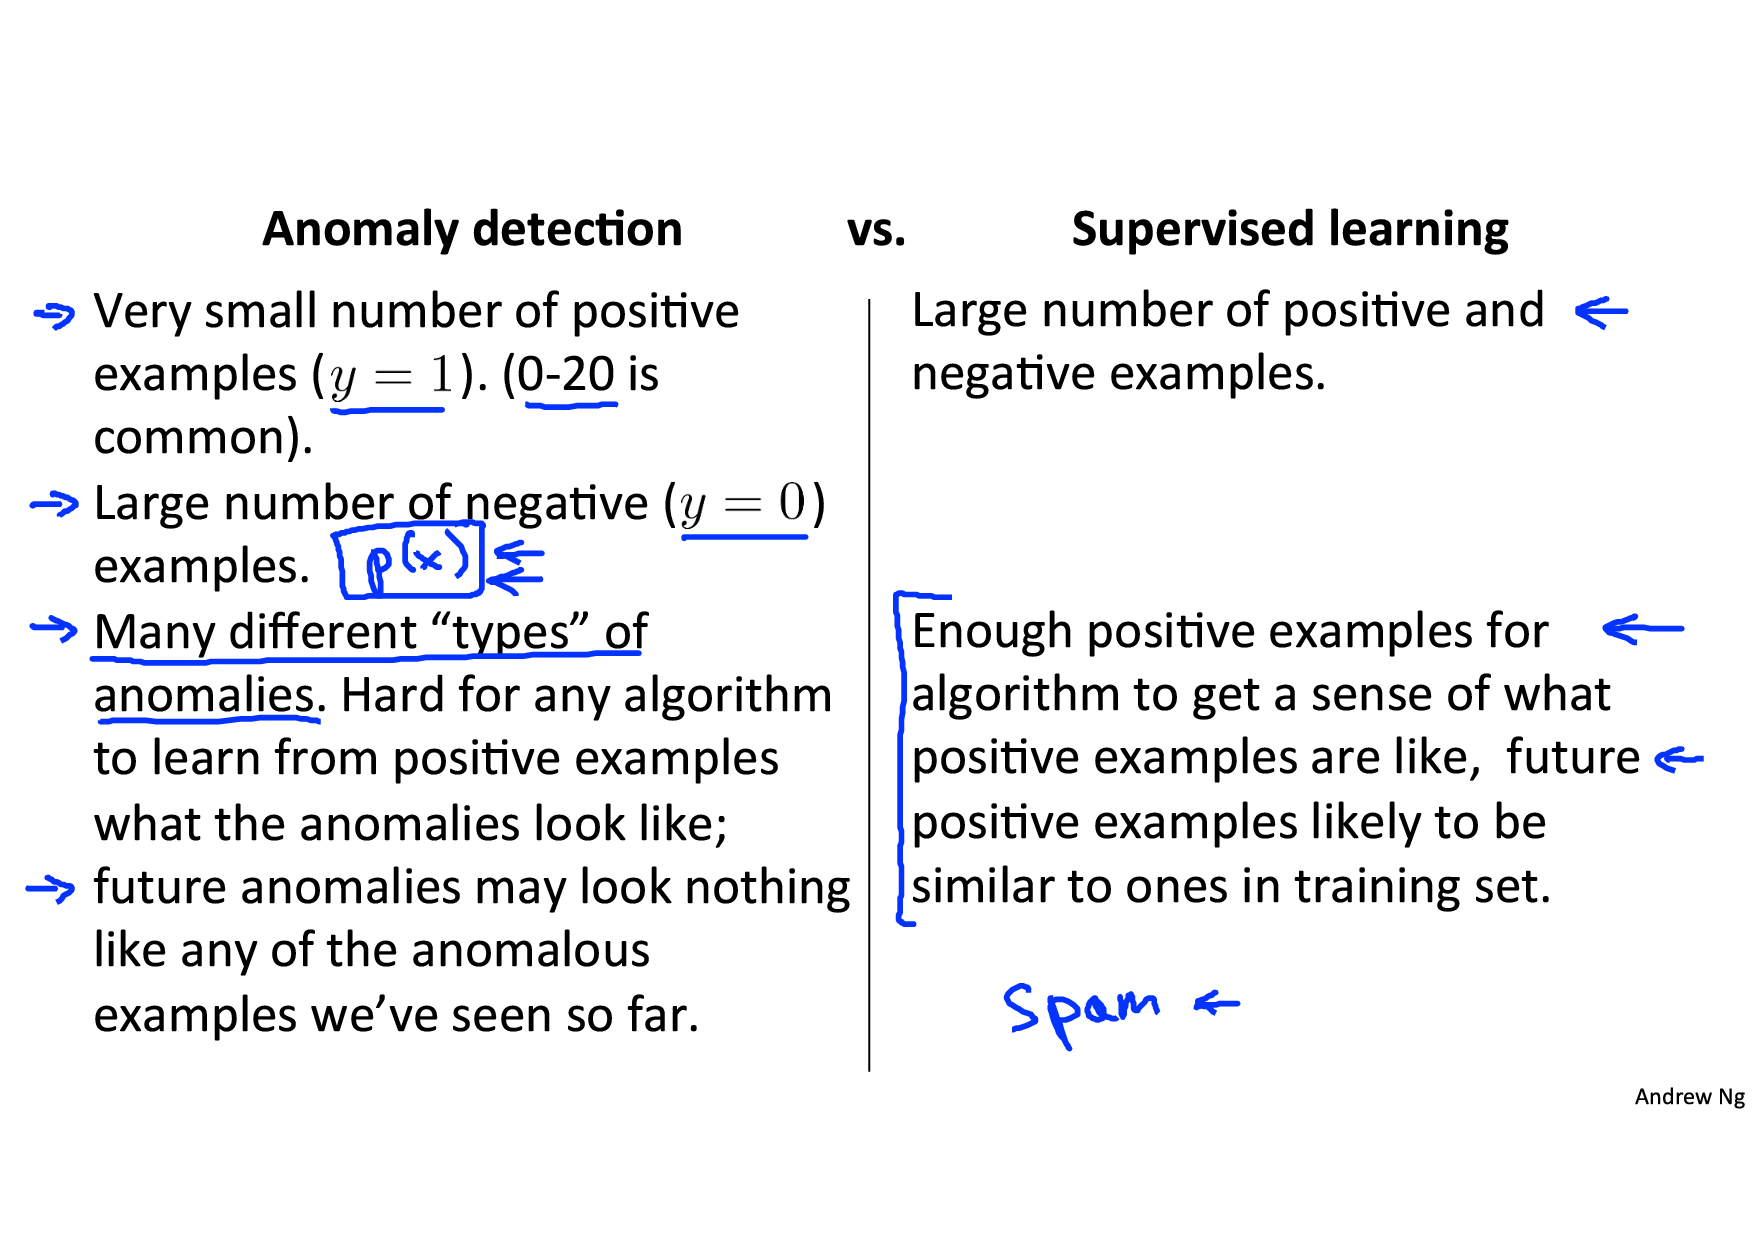 Anomaly detection vs. Supervised learning
Very small number of positive
examples (y = 1). (0-20 is
common).
Large number of negative (y = 0)
examples. p(x)
Many different “types” of
anomalies. Hard for any algorithm
to learn from positive examples
what the anomalies look like;
future anomalies may look nothing
like any of the anomalous
examples we’ve seen so far.
Large number of positive and
negative examples.
Enough positive examples for
algorithm to get a sense of what
positive examples are like, future
positive examples likely to be
similar to ones in training set.
Spam
Andrew Ng